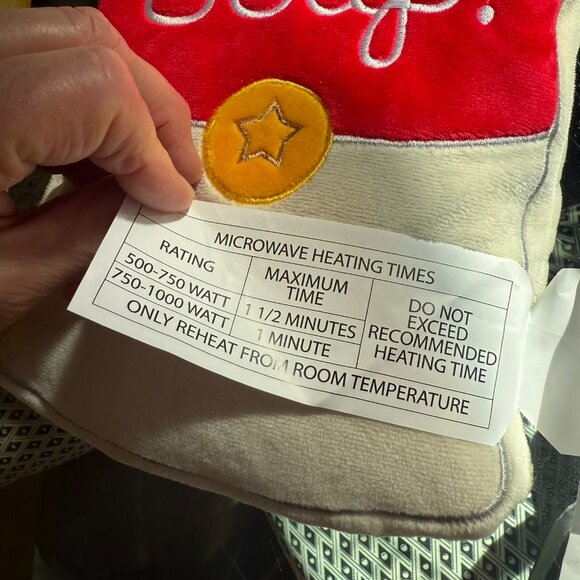 MICROWAVE HEATING TIMES
RATING
MAXIMUM
TIME
500-750 WATT
1 1/2 MINUTES
750-1000 WATT
1 MINUTE
DO NOT
EXCEED
RECOMMENDED
HEATING TIME
ONLY REHEAT FROM ROOM TEMPERATURE